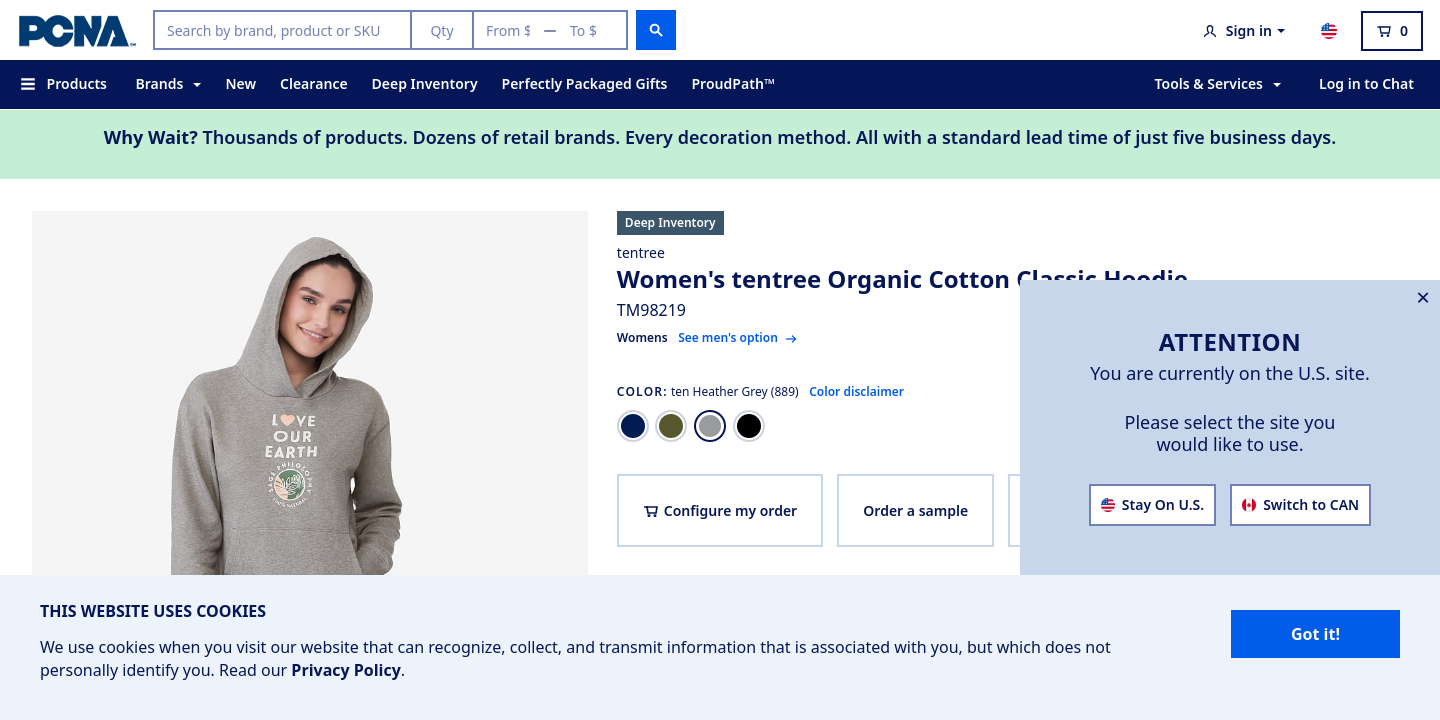 PCNA
Search by brand, product or SKU
Qty
From $
To $
Sign in
0
Products
Brands
New
Clearance
Deep Inventory
Perfectly Packaged Gifts
ProudPath™
Tools & Services
Log in to Chat
Why Wait? Thousands of products. Dozens of retail brands. Every decoration method. All with a standard lead time of just five business days.
LOVE
OUR
EARTH
SAGE PHILOSOPHY
100% NATURAL
Deep Inventory
tentree
Women's tentree Organic Cotton Classic Hoodie
TM98219
Womens See men's option
COLOR: ten Heather Grey (889) Color disclaimer
Configure my order
Order a sample
ATTENTION
You are currently on the U.S. site.
Please select the site you
would like to use.
Stay On U.S.
Switch to CAN
THIS WEBSITE USES COOKIES
We use cookies when you visit our website that can recognize, collect, and transmit information that is associated with you, but which does not
personally identify you. Read our Privacy Policy.
Got it!